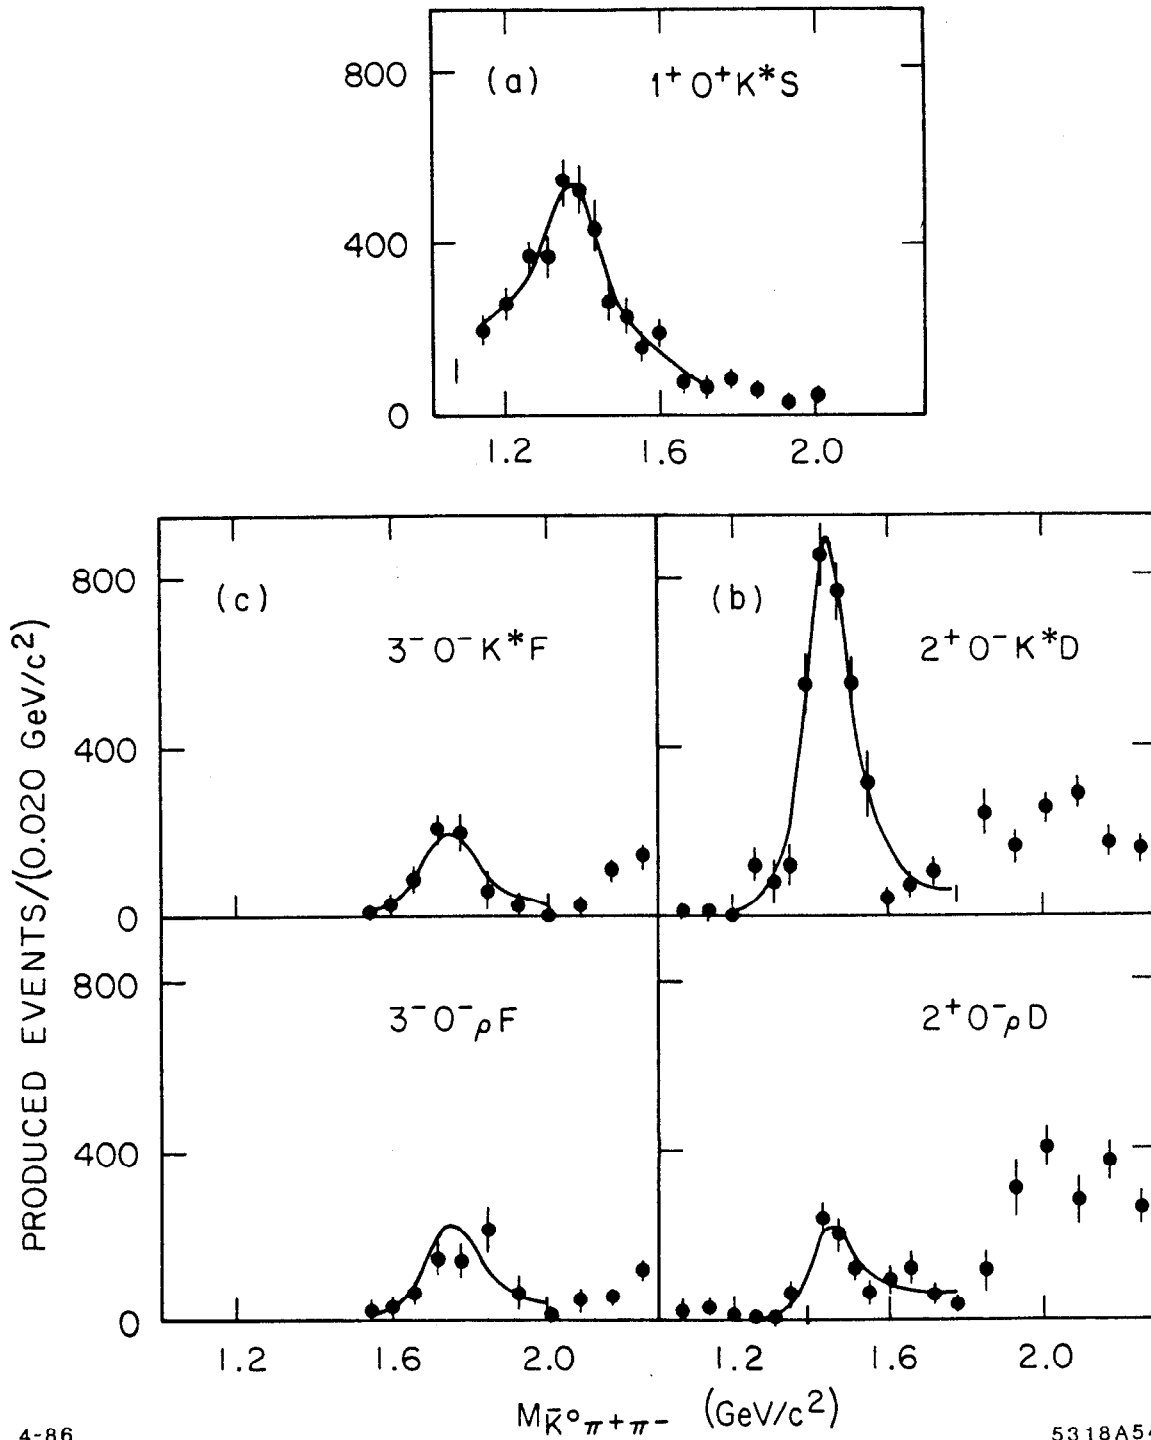 800
(a) 1⁺0⁺K*S
400
0
1.2 1.6 2.0
PRODUCED EVENTS/(0.020 GeV/c²)
800
(c)
(b)
3⁻0⁻K*F
2⁺0⁻K*D
400
0
800
3⁻0⁻ρF
2⁺0⁻ρD
400
0
1.2 1.6 2.0 1.2 1.6 2.0
M K̄⁰π+π− (GeV/c²)
4-86
5318A54